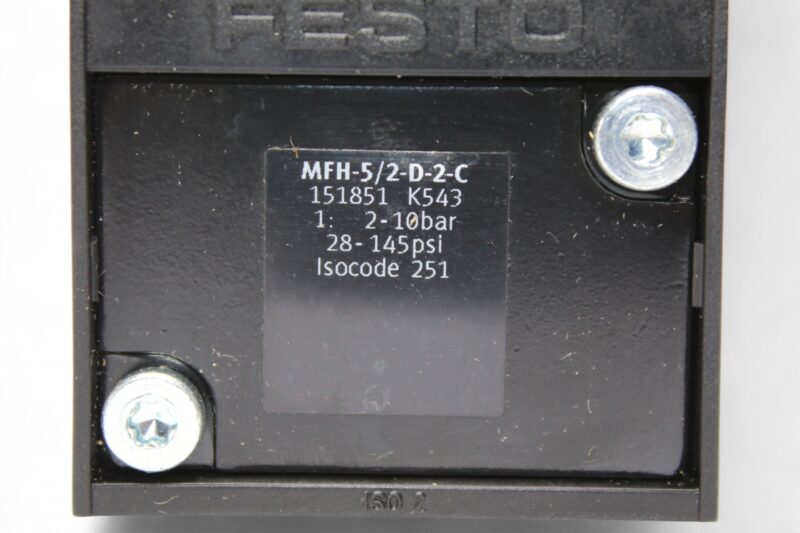 FESTO
MFH-5/2-D-2-C
151851 K543
1: 2-10bar
28-145psi
Isocode 251
ISO 2